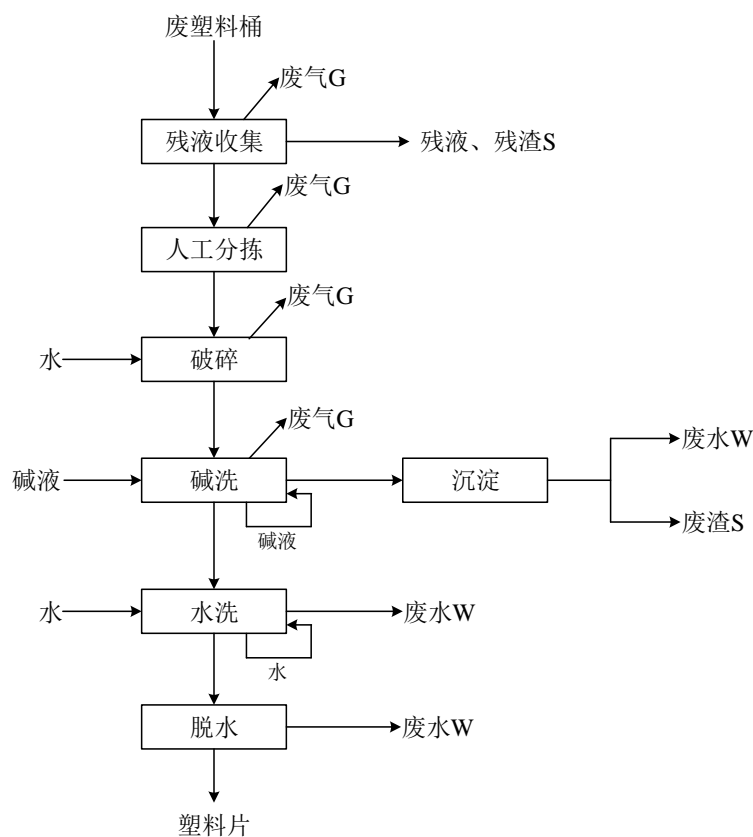 废塑料桶
废气G
残液收集
残液、残渣S
废气G
人工分拣
废气G
水
破碎
废气G
废水W
碱液
碱洗
沉淀
废渣S
碱液
水
水洗
废水W
水
脱水
废水W
塑料片